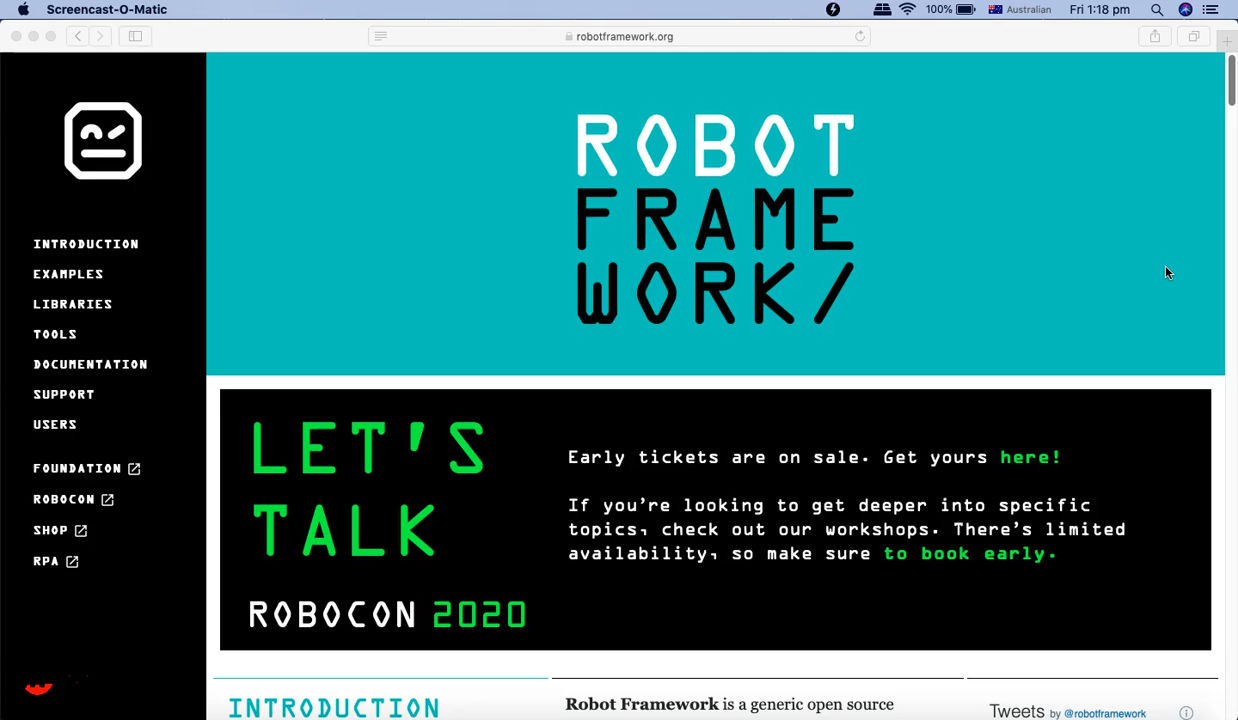 Screencast-O-Matic
100%
Australian
Fri 1:18 pm
robotframework.org
INTRODUCTION
EXAMPLES
LIBRARIES
TOOLS
DOCUMENTATION
SUPPORT
USERS
FOUNDATION
ROBOCON
SHOP
RPA
ROBOT
FRAME
WORK/
LET'S
TALK
ROBOCON 2020
Early tickets are on sale. Get yours here!
If you're looking to get deeper into specific
topics, check out our workshops. There's limited
availability, so make sure to book early.
INTRODUCTION
Robot Framework is a generic open source
Tweets by @robotframework